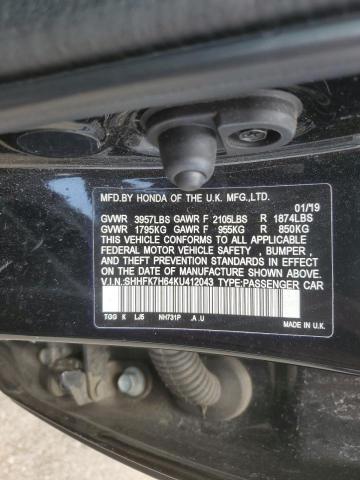 MFD.BY HONDA OF THE U.K. MFG.,LTD.
01/'19
GVWR 3957LBS GAWR F 2105LBS R 1874LBS
GVWR 1795KG GAWR F 955KG R 850KG
THIS VEHICLE CONFORMS TO ALL APPLICABLE
FEDERAL MOTOR VEHICLE SAFETY, BUMPER,
AND THEFT PREVENTION STANDARDS IN EFFECT ON
THE DATE OF MANUFACTURE SHOWN ABOVE.
V.I.N.:SHHFK7H64KU412043 TYPE:PASSENGER CAR
TGG K LJ5 NH731P .A.U
MADE IN U.K.